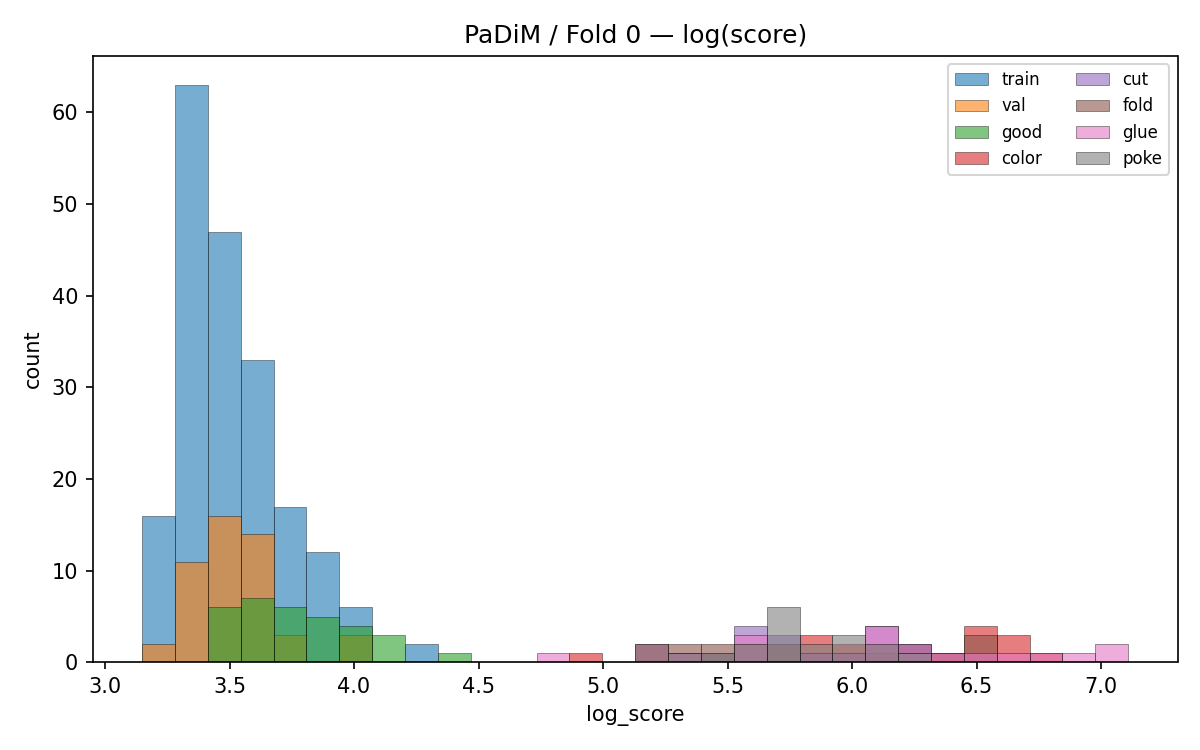 PaDiM / Fold 0 — log(score)
train
val
good
color
cut
fold
glue
poke
count
60
50
40
30
20
10
0
3.0 3.5 4.0 4.5 5.0 5.5 6.0 6.5 7.0
log_score